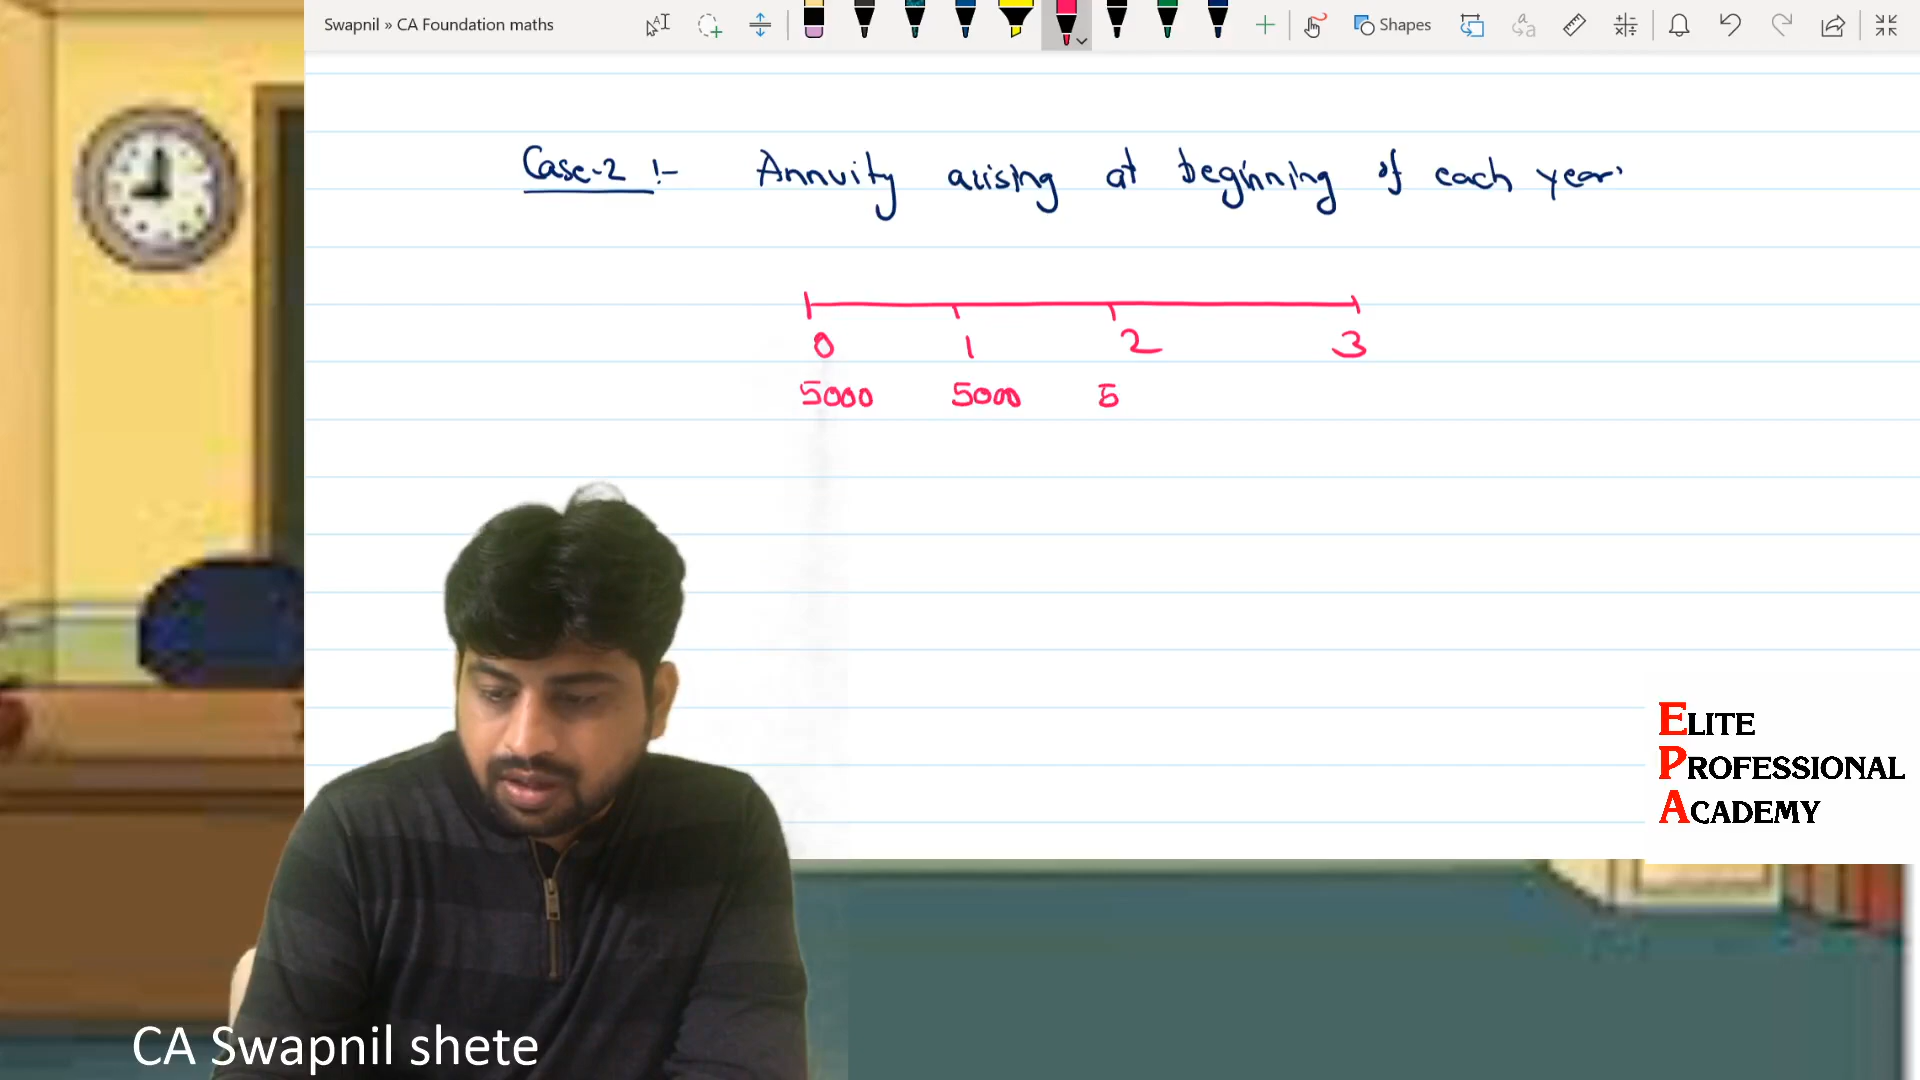 Swapnil » CA Foundation maths
Shapes
Case-2 :- Annuity arising at beginning of each year.
0 1 2 3
5000 5000 5
ELITE
PROFESSIONAL
ACADEMY
CA Swapnil shete